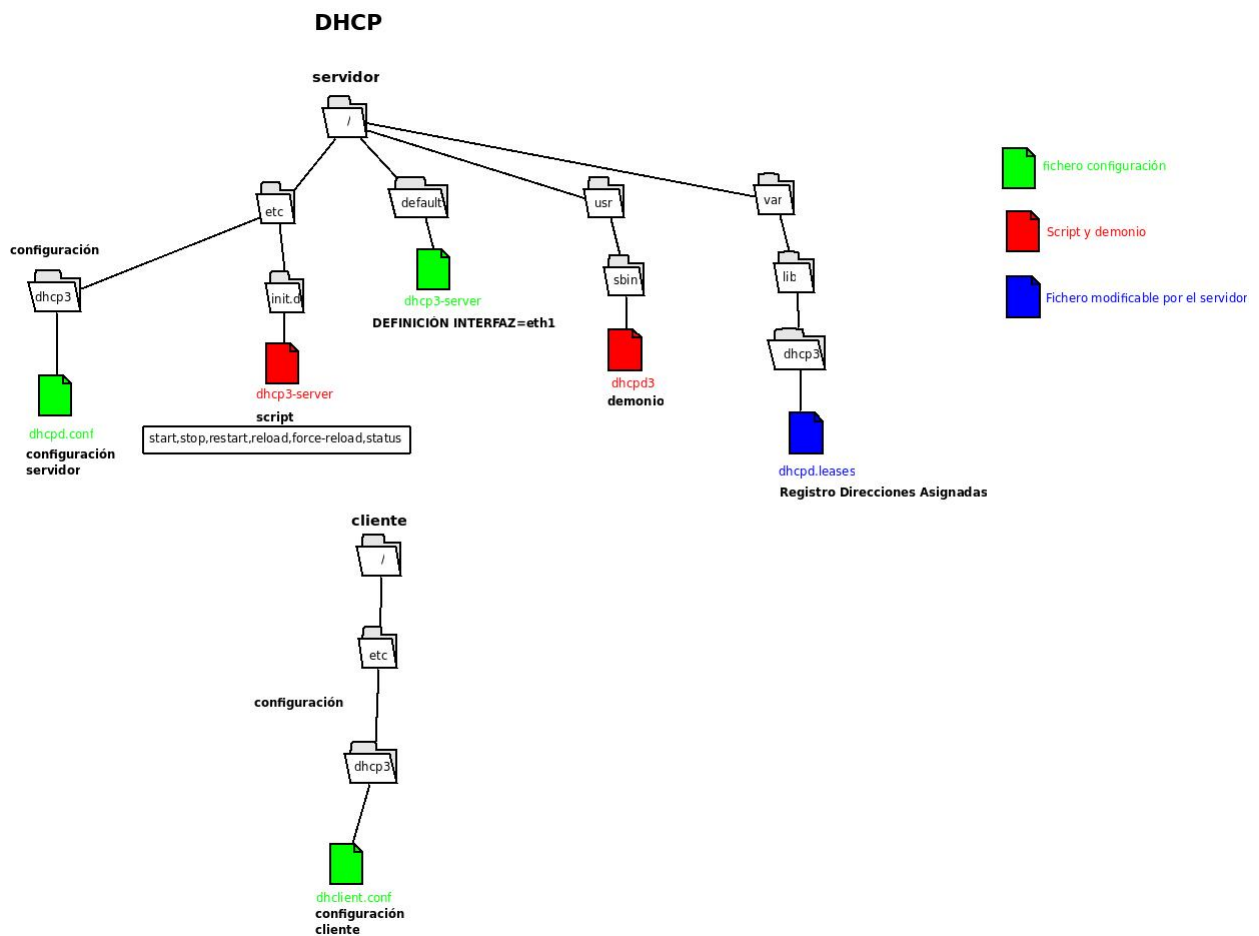 DHCP
servidor
/
etc
default
usr
var
fichero configuración
Script y demonio
Fichero modificable por el servidor
configuración
dhcp3
init.d
sbin
lib
dhcp3-server
DEFINICIÓN INTERFAZ=eth1
dhcp3
dhcpd3
demonio
dhcp3-server
script
start,stop,restart,reload,force-reload,status
dhcpd.conf
configuración
servidor
dhcpd.leases
Registro Direcciones Asignadas
cliente
/
etc
configuración
dhcp3
dhclient.conf
configuración
cliente